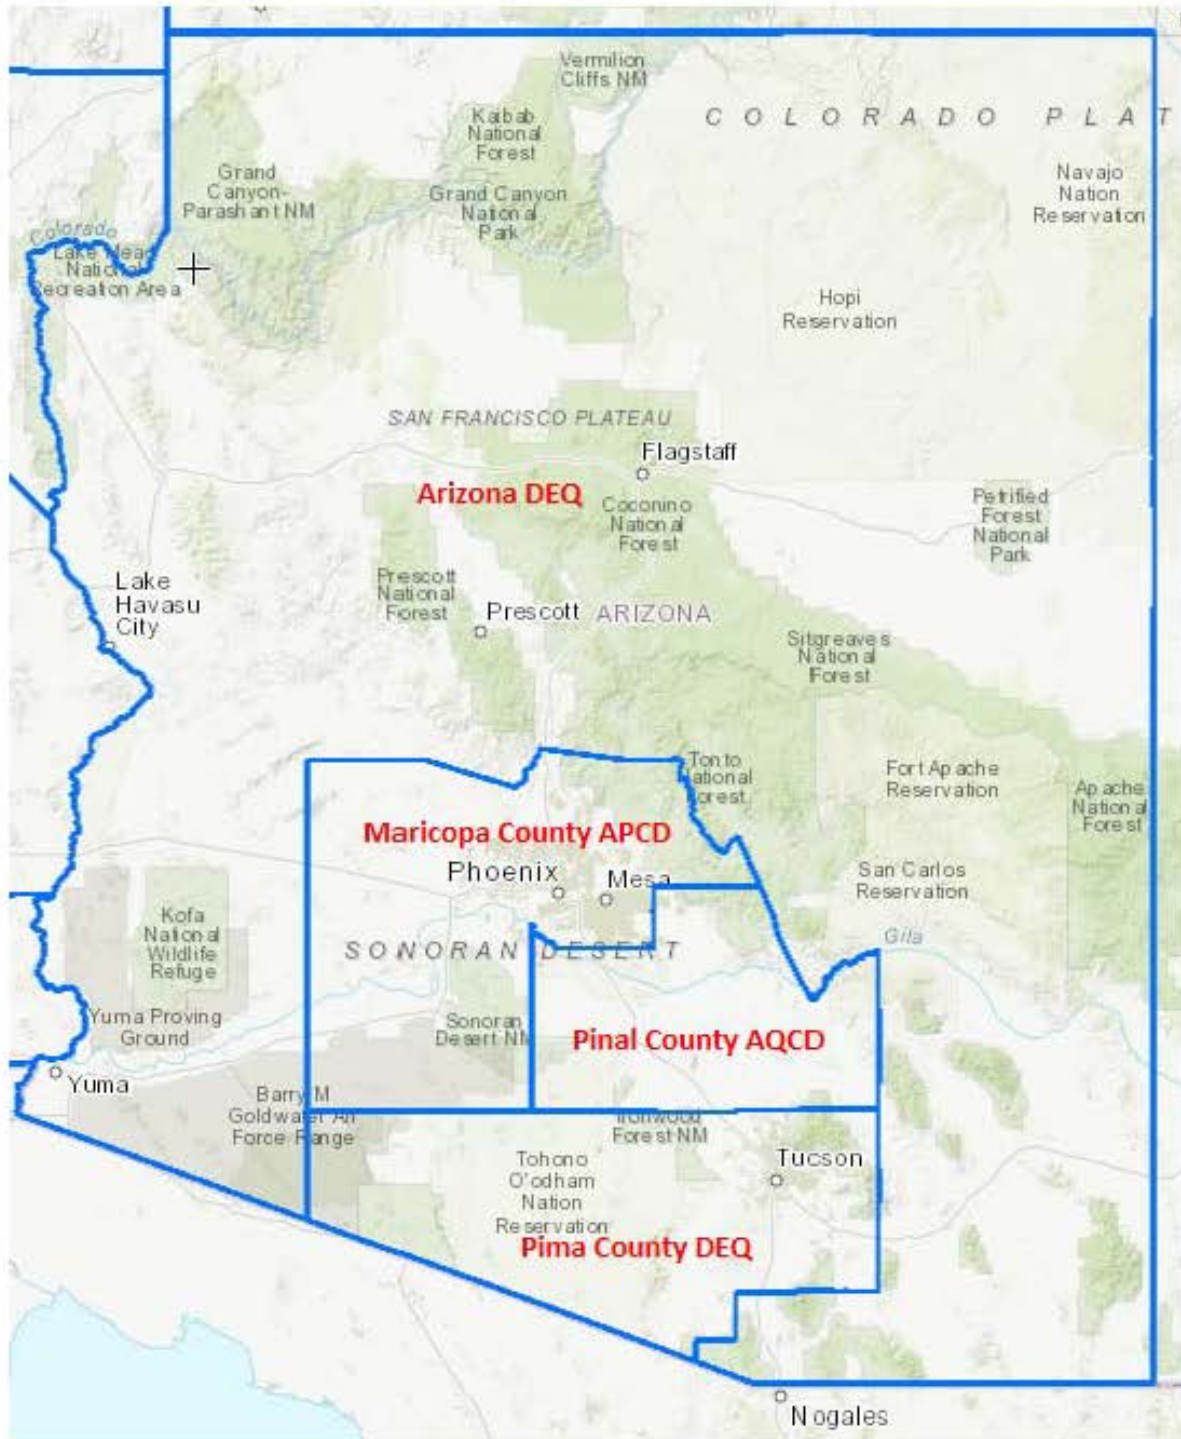 Vermilion
Cliffs NM
COLORADO PLAT
Kaibab
National
Forest
Navajo
Nation
Reservation
Grand
Canyon-
Parashant NM
Grand Canyon
National
Park
Colorado
Lake Mead
National
Recreation Area
Hopi
Reservation
SAN FRANCISCO PLATEAU
Flagstaff
Arizona DEQ
Coconino
National
Forest
Petrified
Forest
National
Park
Lake
Havasu
City
Prescott
National
Forest
Prescott
ARIZONA
Sitgreaves
National
Forest
Tonto
National
Forest
Fort Apache
Reservation
Apache
National
Forest
Maricopa County APCD
Phoenix
Mesa
San Carlos
Reservation
Kofa
National
Wildlife
Refuge
SONORAN DESERT
Gila
Yuma Proving
Ground
Sonoran
Desert NM
Pinal County AQCD
Yuma
Barry M
Goldwater Air
Force Range
Ironwood
Forest NM
Tohono
O'odham
Nation
Reservation
Tucson
Pima County DEQ
Nogales